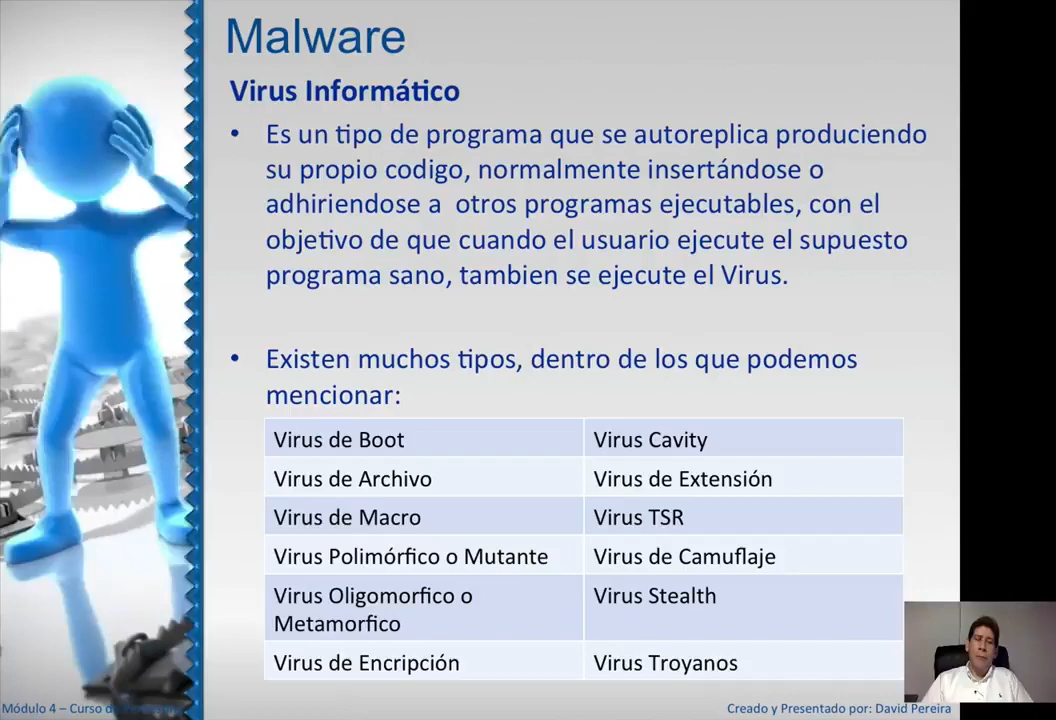 Malware
Virus Informático
• Es un tipo de programa que se autoreplica produciendo
su propio codigo, normalmente insertándose o
adhiriendose a otros programas ejecutables, con el
objetivo de que cuando el usuario ejecute el supuesto
programa sano, tambien se ejecute el Virus.
• Existen muchos tipos, dentro de los que podemos
mencionar:
Virus de Boot
Virus Cavity
Virus de Archivo
Virus de Extensión
Virus de Macro
Virus TSR
Virus Polimórfico o Mutante
Virus de Camuflaje
Virus Oligomorfico o
Metamorfico
Virus Stealth
Virus de Encripción
Virus Troyanos
Módulo 4 – Curso
Creado y Presentado por: David Pereira